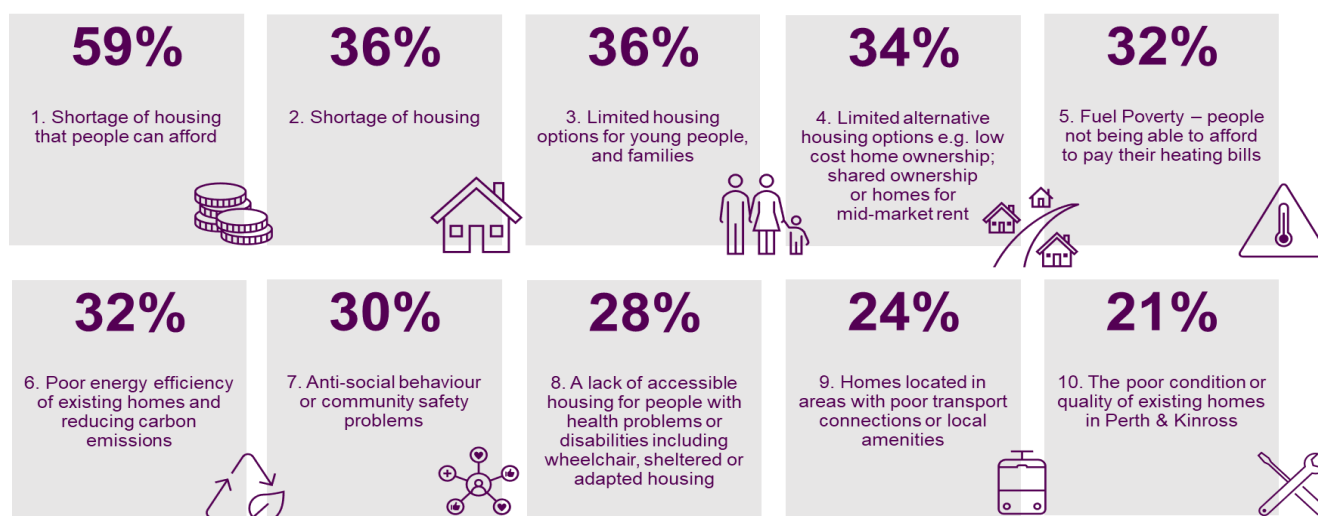 59%
1. Shortage of housing
that people can afford
36%
2. Shortage of housing
36%
3. Limited housing
options for young people,
and families
34%
4. Limited alternative
housing options e.g. low
cost home ownership;
shared ownership
or homes for
mid-market rent
32%
5. Fuel Poverty – people
not being able to afford
to pay their heating bills
32%
6. Poor energy efficiency
of existing homes and
reducing carbon
emissions
30%
7. Anti-social behaviour
or community safety
problems
28%
8. A lack of accessible
housing for people with
health problems or
disabilities including
wheelchair, sheltered or
adapted housing
24%
9. Homes located in
areas with poor transport
connections or local
amenities
21%
10. The poor condition or
quality of existing homes
in Perth & Kinross